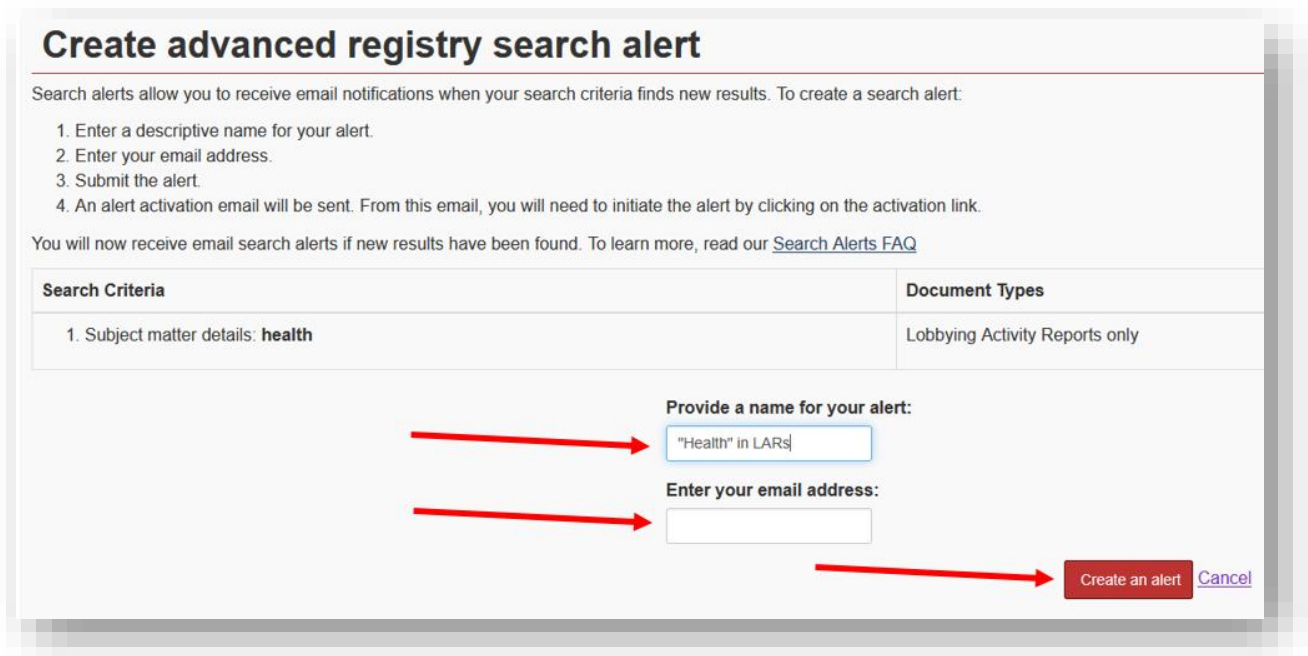 Create advanced registry search alert
Search alerts allow you to receive email notifications when your search criteria finds new results. To create a search alert:
1. Enter a descriptive name for your alert.
2. Enter your email address.
3. Submit the alert.
4. An alert activation email will be sent. From this email, you will need to initiate the alert by clicking on the activation link.
You will now receive email search alerts if new results have been found. To learn more, read our Search Alerts FAQ
Search Criteria Document Types
1. Subject matter details: health Lobbying Activity Reports only
Provide a name for your alert:
"Health" in LARs
Enter your email address:
Create an alert Cancel